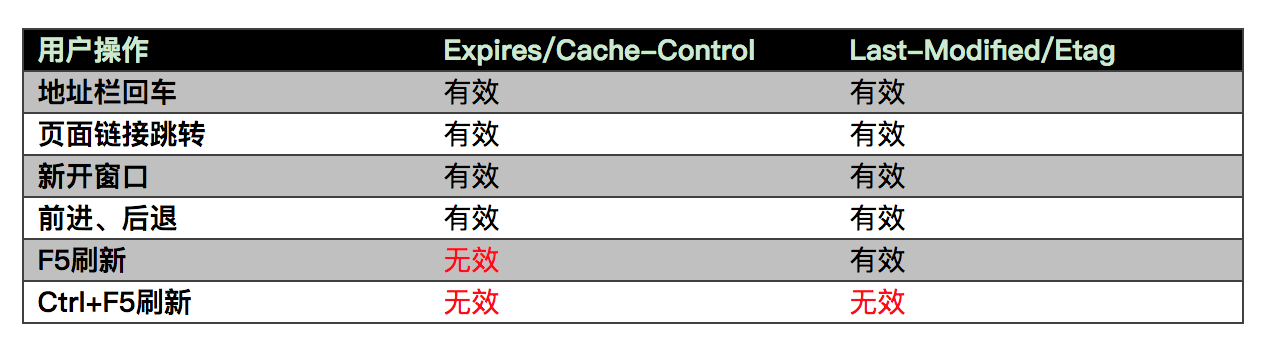 用户操作 Expires/Cache-Control Last-Modified/Etag
地址栏回车 有效 有效
页面链接跳转 有效 有效
新开窗口 有效 有效
前进、后退 有效 有效
F5刷新 无效 有效
Ctrl+F5刷新 无效 无效